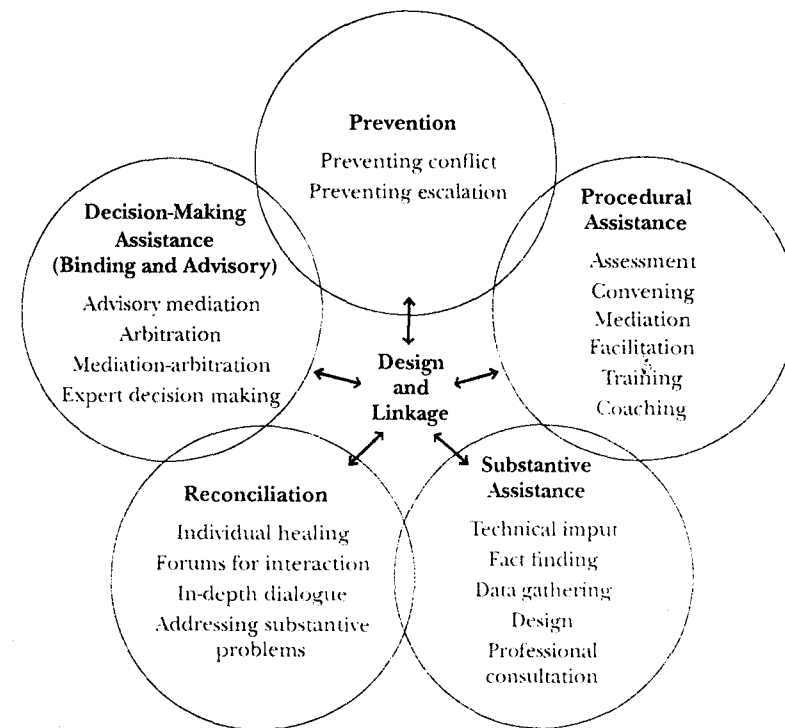 Prevention
Preventing conflict
Preventing escalation
Decision-Making
Assistance
(Binding and Advisory)
Advisory mediation
Arbitration
Mediation-arbitration
Expert decision making
Procedural
Assistance
Assessment
Convening
Mediation
Facilitation
Training
Coaching
Design
and
Linkage
Reconciliation
Individual healing
Forums for interaction
In-depth dialogue
Addressing substantive
problems
Substantive
Assistance
Technical imput
Fact finding
Data gathering
Design
Professional
consultation